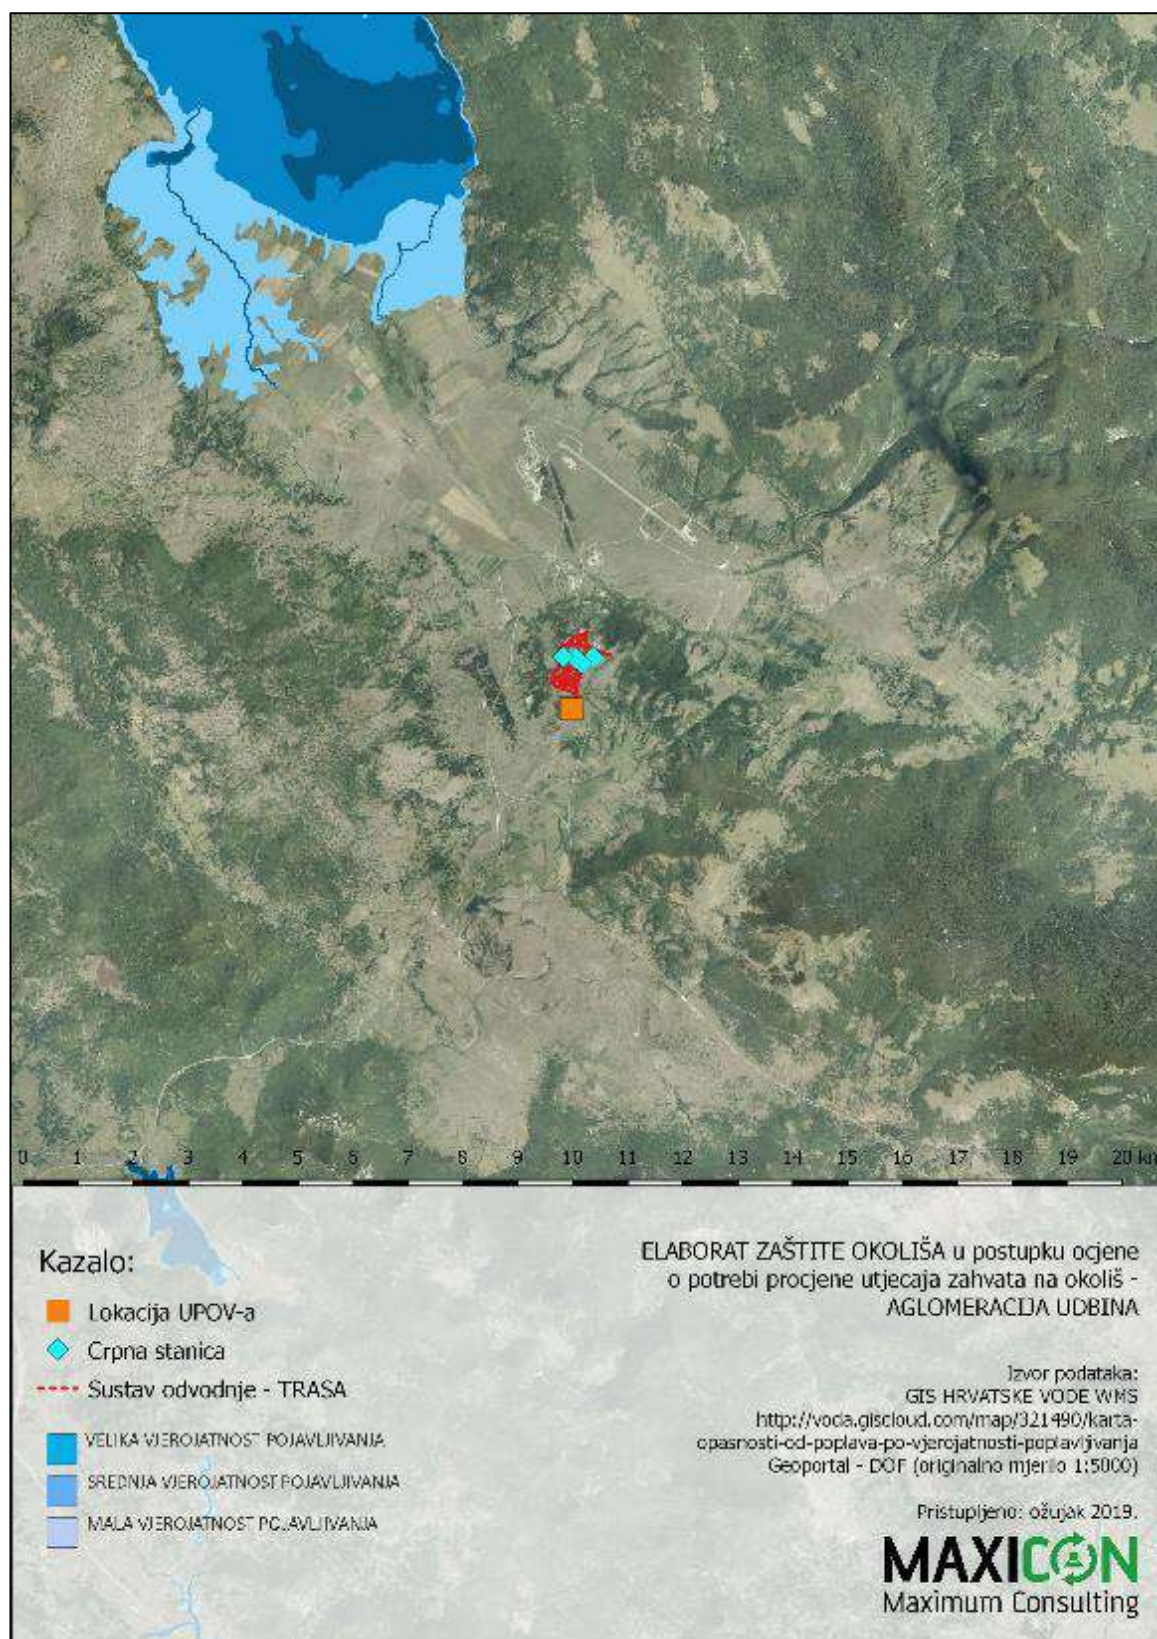 0 1 2 3 4 5 6 7 8 9 10 11 12 13 14 15 16 17 18 19 20 km
Kazalo:
Lokacija UPOV-a
Crpna stanica
Sustav odvodnje - TRASA
VELIKA VJEROJATNOST POJAVLJIVANJA
SREDNJA VJEROJATNOST POJAVLJIVANJA
MALA VJEROJATNOST POJAVLJIVANJA
ELABORAT ZAŠTITE OKOLIŠA u postupku ocjene
o potrebi procjene utjecaja zahvata na okoliš -
AGLOMERACIJA UDBINA
Izvor podataka:
GIS HRVATSKE VODE WMS
http://voda.giscloud.com/map/321490/karta-
opasnosti-od-poplava-po-vjerojatnosti-poplavljivanja
Geoportal - DOF (originalno mjerilo 1:5000)
Pristupljeno: ožujak 2019.
MAXICON
Maximum Consulting